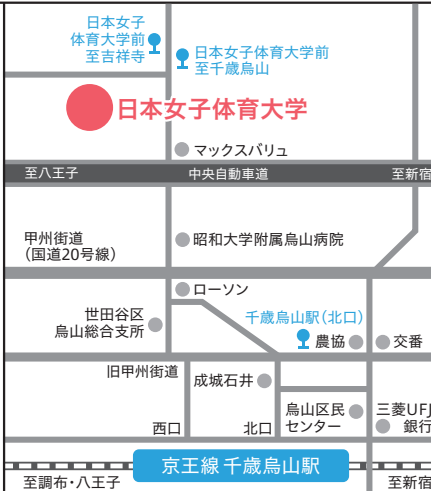 日本女子
体育大学前
至吉祥寺
日本女子体育大学前
至千歳烏山
日本女子体育大学
マックスバリュ
至八王子
中央自動車道
至新宿
甲州街道
（国道20号線）
昭和大学附属烏山病院
ローソン
世田谷区
烏山総合支所
千歳烏山駅（北口）
農協
交番
旧甲州街道
成城石井
烏山区民
センター
三菱UFJ
銀行
西口
北口
京王線 千歳烏山駅
至調布・八王子
至新宿